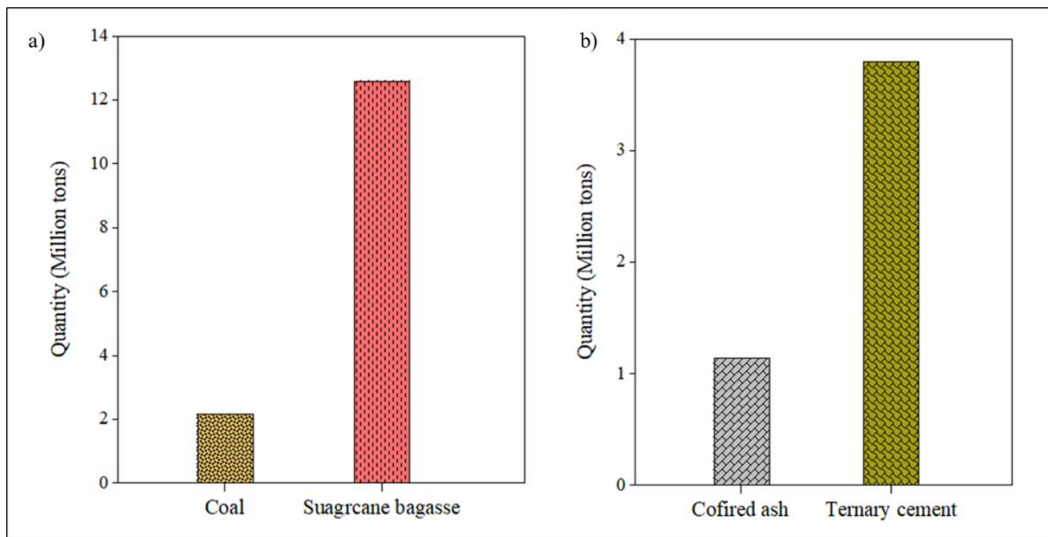 a)
14
12
10
8
6
4
2
0
Quantity (Million tons)
Coal
Suagrcane bagasse
b)
4
3
2
1
0
Quantity (Million tons)
Cofired ash
Ternary cement